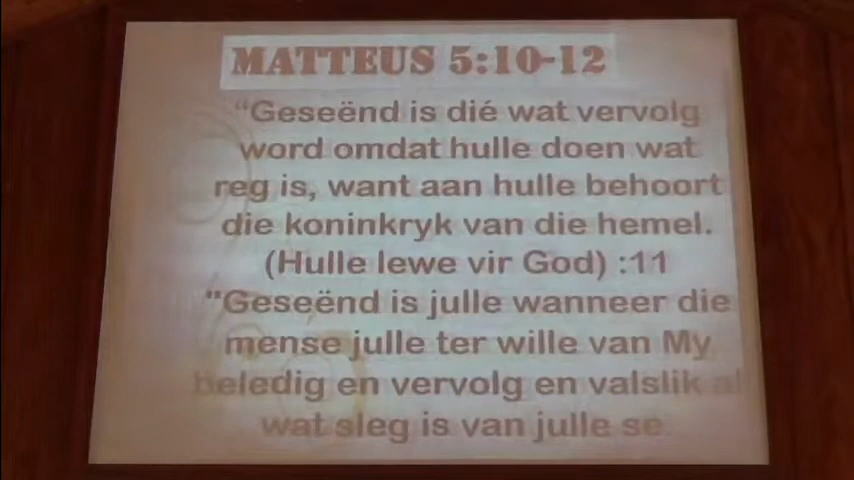 MATTEUS 5:10-12
“Geseënd is dié wat vervolg
word omdat hulle doen wat
reg is, want aan hulle behoort
die koninkryk van die hemel.
(Hulle lewe vir God) :11
"Geseënd is julle wanneer die
mense julle ter wille van My
beledig en vervolg en valslik al
wat sleg is van julle se